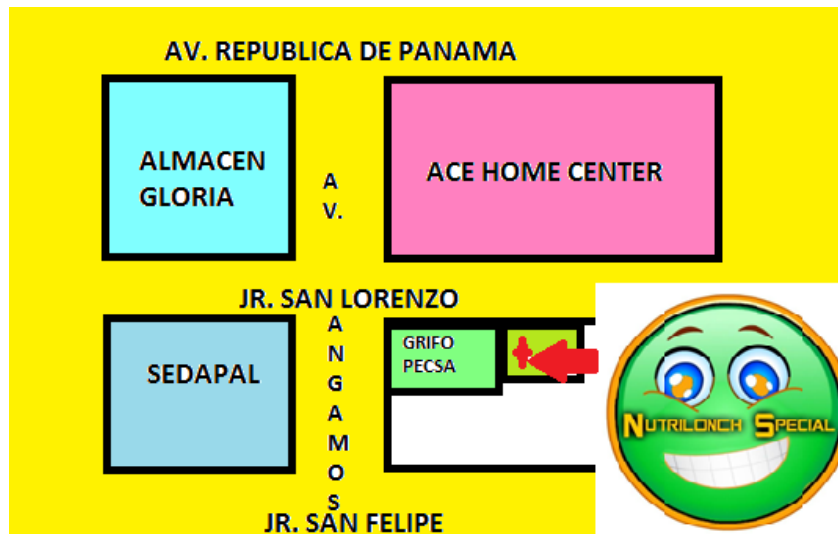 AV. REPUBLICA DE PANAMA
ALMACEN
GLORIA
A
V.
ACE HOME CENTER
JR. SAN LORENZO
SEDAPAL
A
N
G
A
M
O
S
GRIFO
PECSA
NUTRILONCH SPECIAL
JR. SAN FELIPE